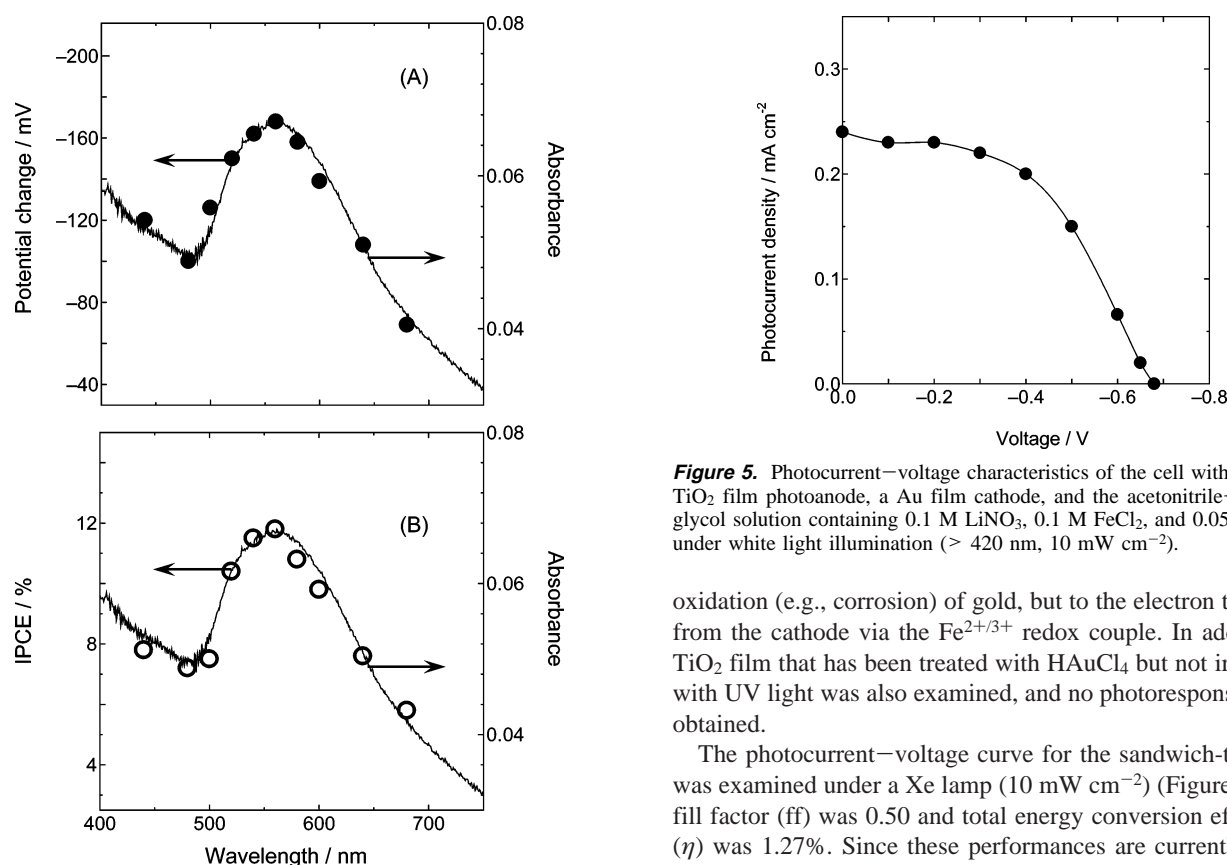 −200
−160
−120
−80
−40
Potential change / mV
(A)
0.08
0.06
0.04
Absorbance
12
8
4
IPCE / %
(B)
0.08
0.06
0.04
Absorbance
400 500 600 700
Wavelength / nm
0.3
0.2
0.1
0.0
Photocurrent density / mA cm⁻²
0.0 −0.2 −0.4 −0.6 −0.8
Voltage / V
Figure 5. Photocurrent−voltage characteristics of the cell with
TiO₂ film photoanode, a Au film cathode, and the acetonitrile−
glycol solution containing 0.1 M LiNO₃, 0.1 M FeCl₂, and 0.05
under white light illumination (> 420 nm, 10 mW cm⁻²).
oxidation (e.g., corrosion) of gold, but to the electron t
from the cathode via the Fe²⁺/³⁺ redox couple. In ad
TiO₂ film that has been treated with HAuCl₄ but not i
with UV light was also examined, and no photorespons
obtained.
The photocurrent−voltage curve for the sandwich-t
was examined under a Xe lamp (10 mW cm⁻²) (Figure
fill factor (ff) was 0.50 and total energy conversion ef
(η) was 1.27%. Since these performances are current